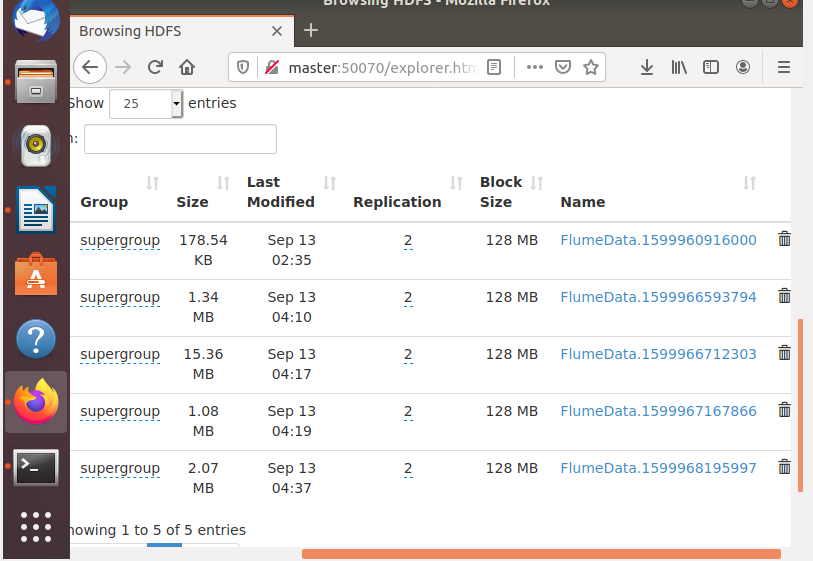 Browsing HDFS - Mozilla Firefox
Browsing HDFS
master:50070/explorer.htm
Show 25 entries
Group Size Last Modified Replication Block Size Name
supergroup 178.54 KB Sep 13 02:35 2 128 MB FlumeData.1599960916000
supergroup 1.34 MB Sep 13 04:10 2 128 MB FlumeData.1599966593794
supergroup 15.36 MB Sep 13 04:17 2 128 MB FlumeData.1599966712303
supergroup 1.08 MB Sep 13 04:19 2 128 MB FlumeData.1599967167866
supergroup 2.07 MB Sep 13 04:37 2 128 MB FlumeData.1599968195997
howing 1 to 5 of 5 entries